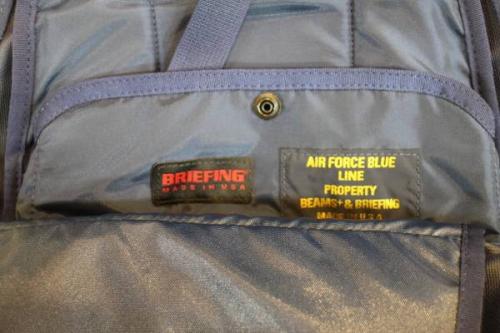 BRIEFING
MADE IN USA
AIR FORCE BLUE
LINE
PROPERTY
BEAMS+ & BRIEFING
MADE IN U.S.A